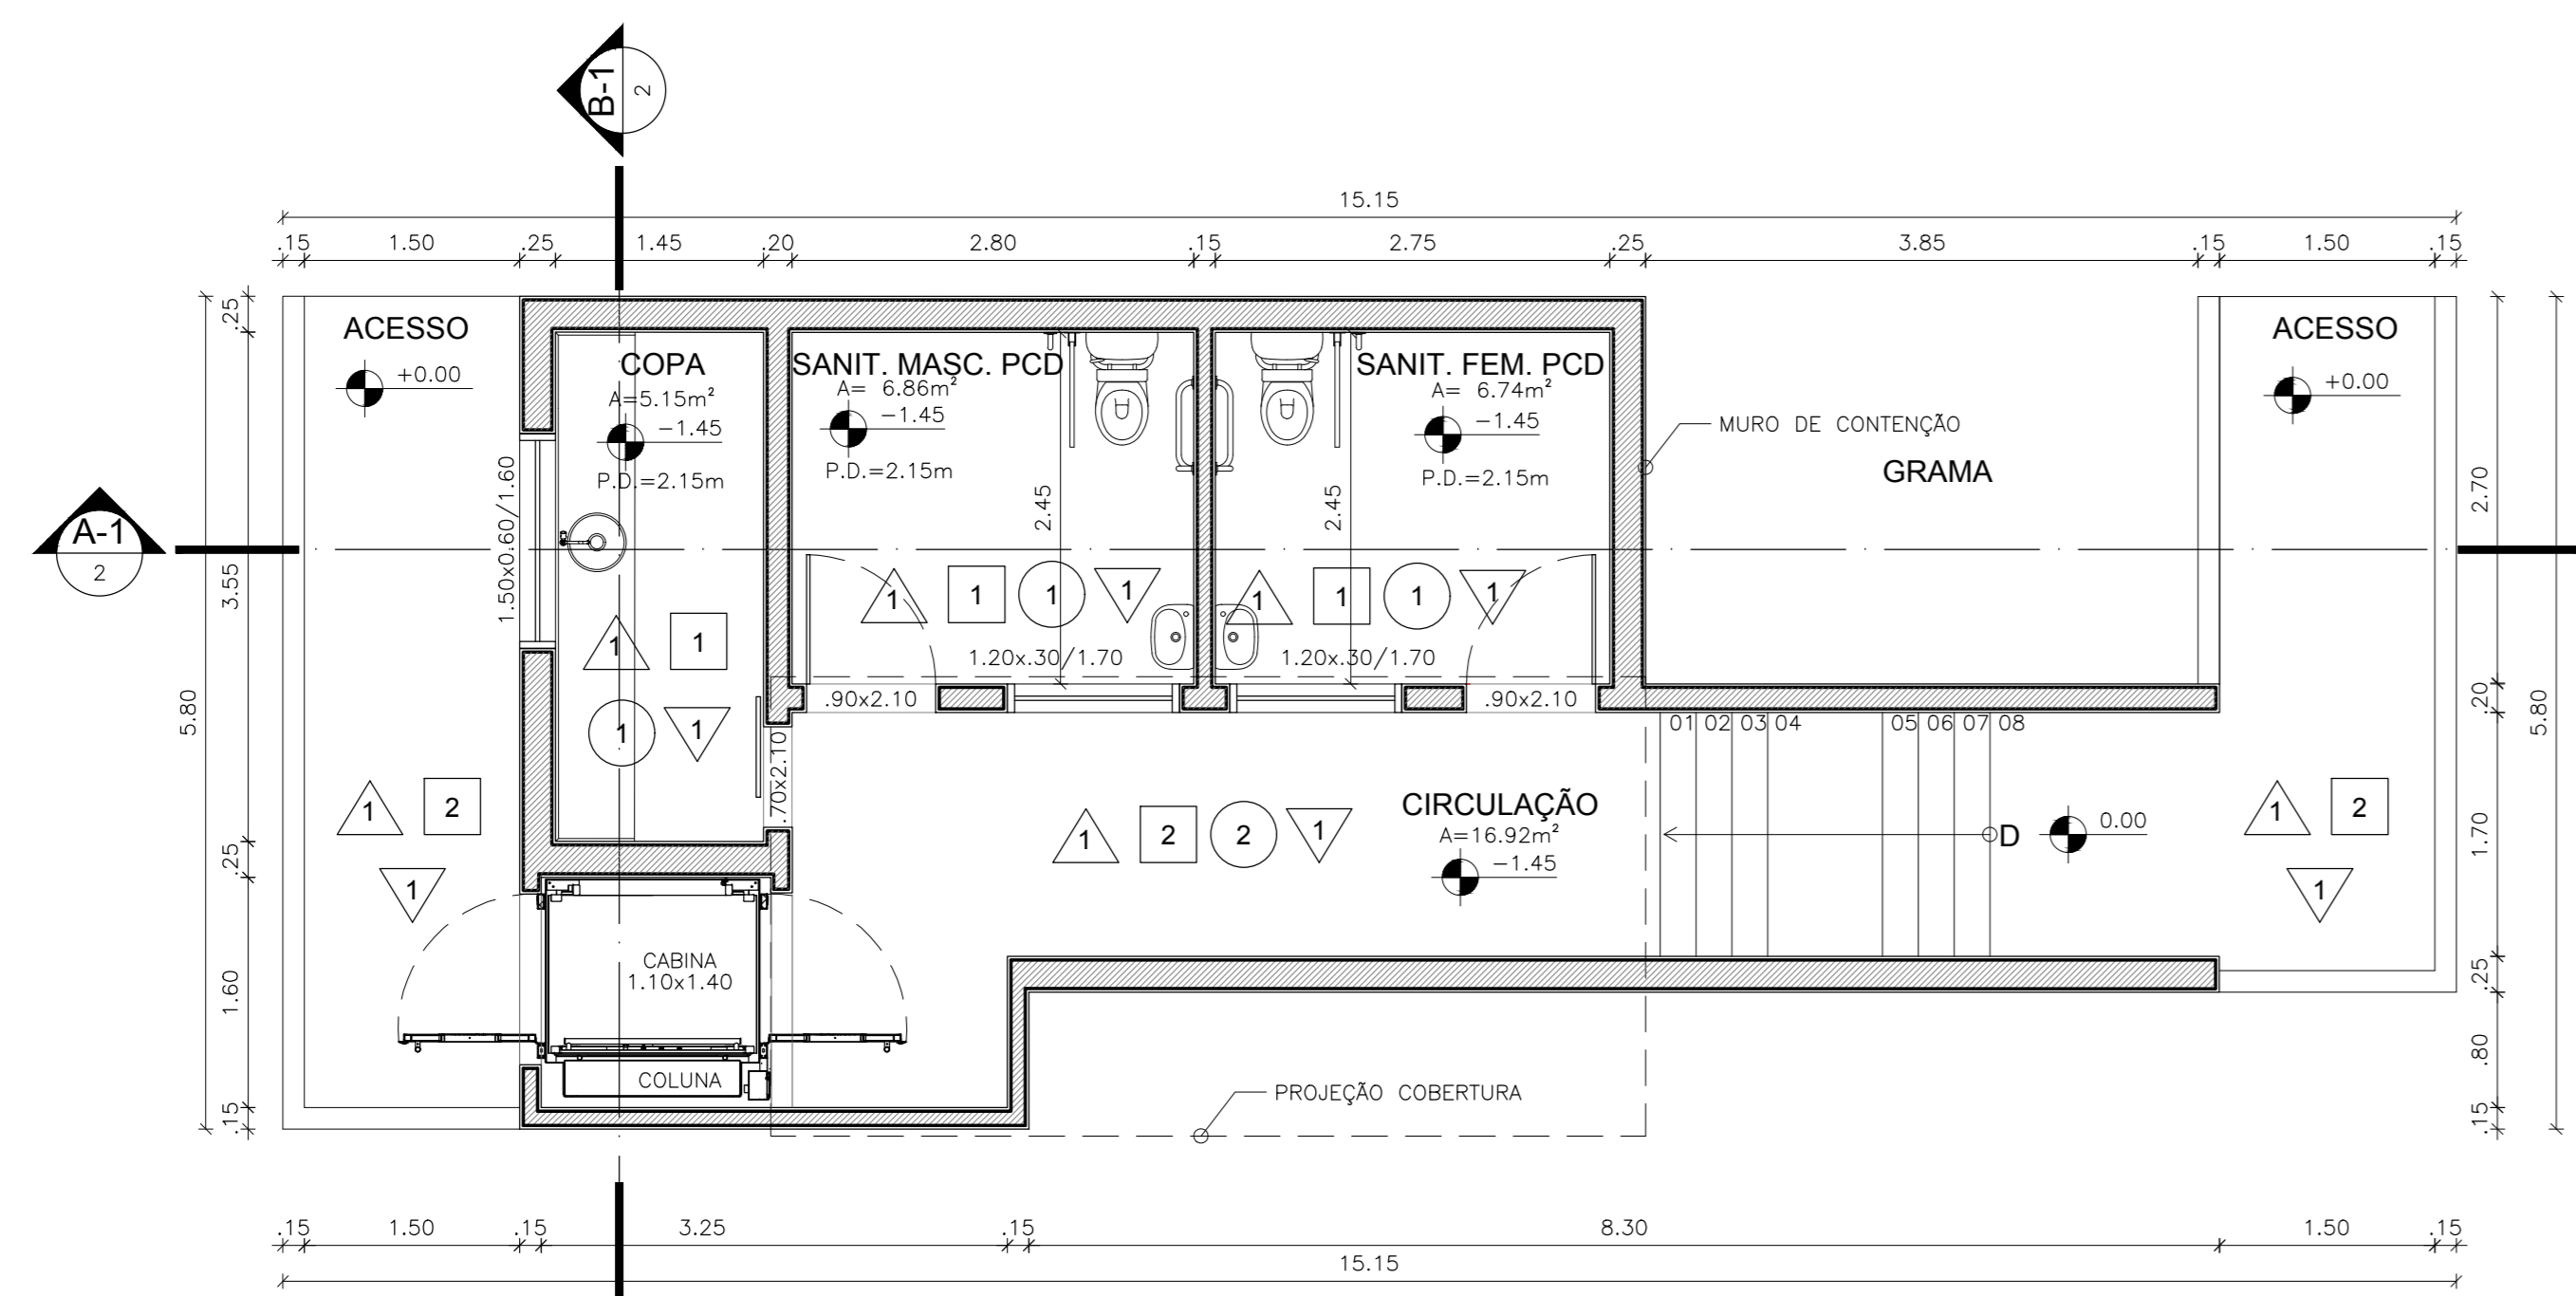 B-1
2
15.15
.15 1.50 .25 1.45 .20 2.80 .15 2.75 .25 3.85 .15 1.50 .15
ACESSO
+0.00
COPA
A=5.15m²
-1.45
P.D.=2.15m
SANIT. MASC. PCD
A= 6.86m²
-1.45
P.D.=2.15m
SANIT. FEM. PCD
A= 6.74m²
-1.45
P.D.=2.15m
MURO DE CONTENÇÃO
GRAMA
ACESSO
+0.00
A-1
2
.25
3.55
.25
1.60
.15
5.80
1.50x0.60/1.60
2.45
2.45
1 1 1 1
1 1 1 1
1 1
1 1
1.20x.30/1.70
1.20x.30/1.70
.90x2.10
.90x2.10
.70x2.10
01 02 03 04 05 06 07 08
2.70
.20
1.70
.25
.80
.15
5.80
1 2
1
1 2 2 1
CIRCULAÇÃO
A=16.92m²
-1.45
D
0.00
1 2
1
CABINA
1.10x1.40
COLUNA
PROJEÇÃO COBERTURA
.15 1.50 .15 3.25 .15 8.30 1.50 .15
15.15